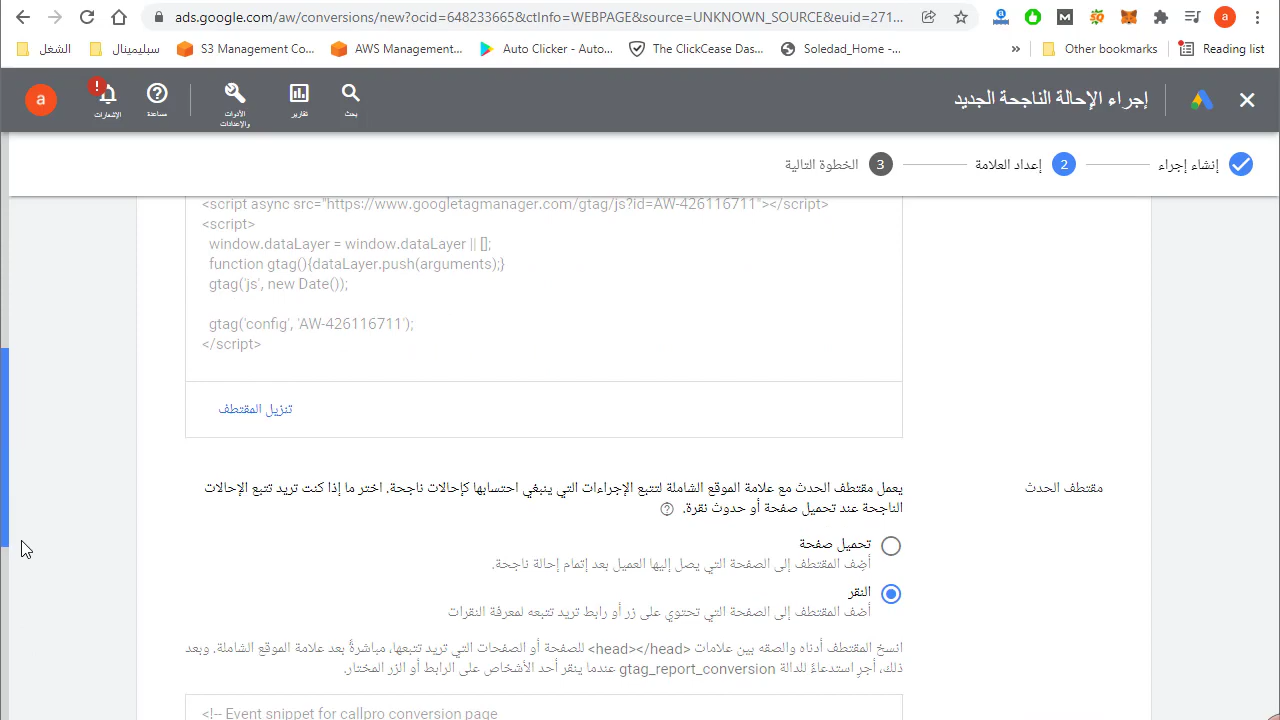 ads.google.com/aw/conversions/new?ocid=648233665&ctInfo=WEBPAGE&source=UNKNOWN_SOURCE&euid=271...
a
الشغل
سبليمينال
S3 Management Co...
AWS Management...
Auto Clicker - Auto...
The ClickCease Das...
Soledad_Home -...
»
Other bookmarks
Reading list
إجراء الإحالة الناجحة الجديد
بحث
تقارير
الأدوات والإعدادات
مساعدة
الإشعارات
!
a
إنشاء إجراء
2 إعداد العلامة
3 الخطوة التالية
<script async src="https://www.googletagmanager.com/gtag/js?id=AW-426116711"></script>
<script>
window.dataLayer = window.dataLayer || [];
function gtag(){dataLayer.push(arguments);}
gtag('js', new Date());
gtag('config', 'AW-426116711');
</script>
تنزيل المقتطف
مقتطف الحدث
يعمل مقتطف الحدث مع علامة الموقع الشاملة لتتبع الإجراءات التي ينبغي احتسابها كإحالات ناجحة. اختر ما إذا كنت تريد تتبع الإحالات
الناجحة عند تحميل صفحة أو حدوث نقرة. ?
تحميل صفحة
أضِف المقتطف إلى الصفحة التي يصل إليها العميل بعد إتمام إحالة ناجحة.
النقر
أضف المقتطف إلى الصفحة التي تحتوي على زر أو رابط تريد تتبعه لمعرفة النقرات
انسخ المقتطف أدناه والصقه بين علامات <head></head> للصفحة أو الصفحات التي تريد تتبعها، مباشرةً بعد علامة الموقع الشاملة. وبعد
ذلك، أجرِ استدعاءً للدالة gtag_report_conversion عندما ينقر أحد الأشخاص على الرابط أو الزر المختار.
<!-- Event snippet for callpro conversion page